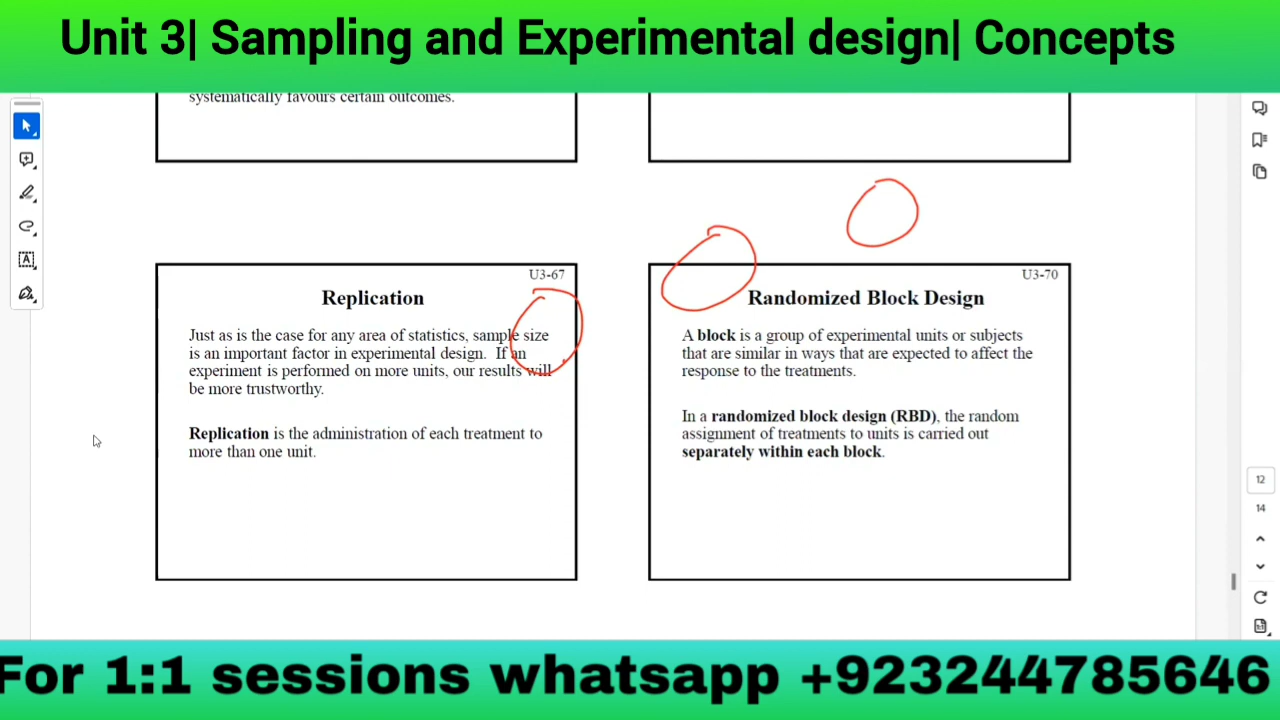 Unit 3| Sampling and Experimental design| Concepts
systematically favours certain outcomes.
U3-67
Replication
Just as is the case for any area of statistics, sample size
is an important factor in experimental design. If an
experiment is performed on more units, our results will
be more trustworthy.
Replication is the administration of each treatment to
more than one unit.
U3-70
Randomized Block Design
A block is a group of experimental units or subjects
that are similar in ways that are expected to affect the
response to the treatments.
In a randomized block design (RBD), the random
assignment of treatments to units is carried out
separately within each block.
12
14
For 1:1 sessions whatsapp +923244785646